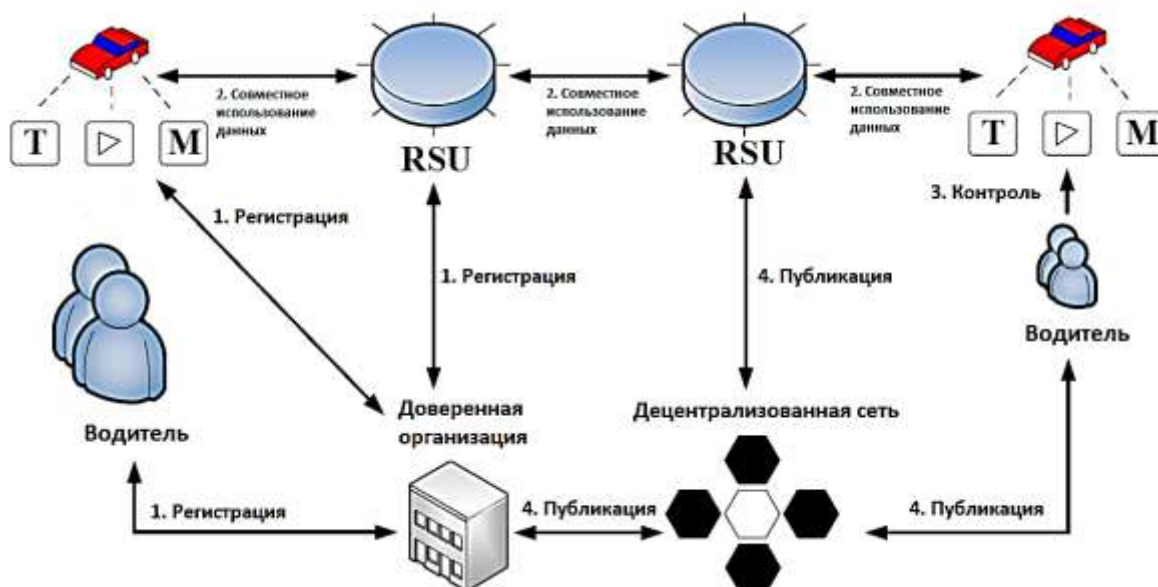 2. Совместное
использование
данных
2. Совместное
использование
данных
2. Совместное
использование
данных
T
M
RSU
RSU
T
M
1. Регистрация
3. Контроль
1. Регистрация
4. Публикация
Водитель
Водитель
Доверенная
организация
Децентрализованная сеть
1. Регистрация
4. Публикация
4. Публикация